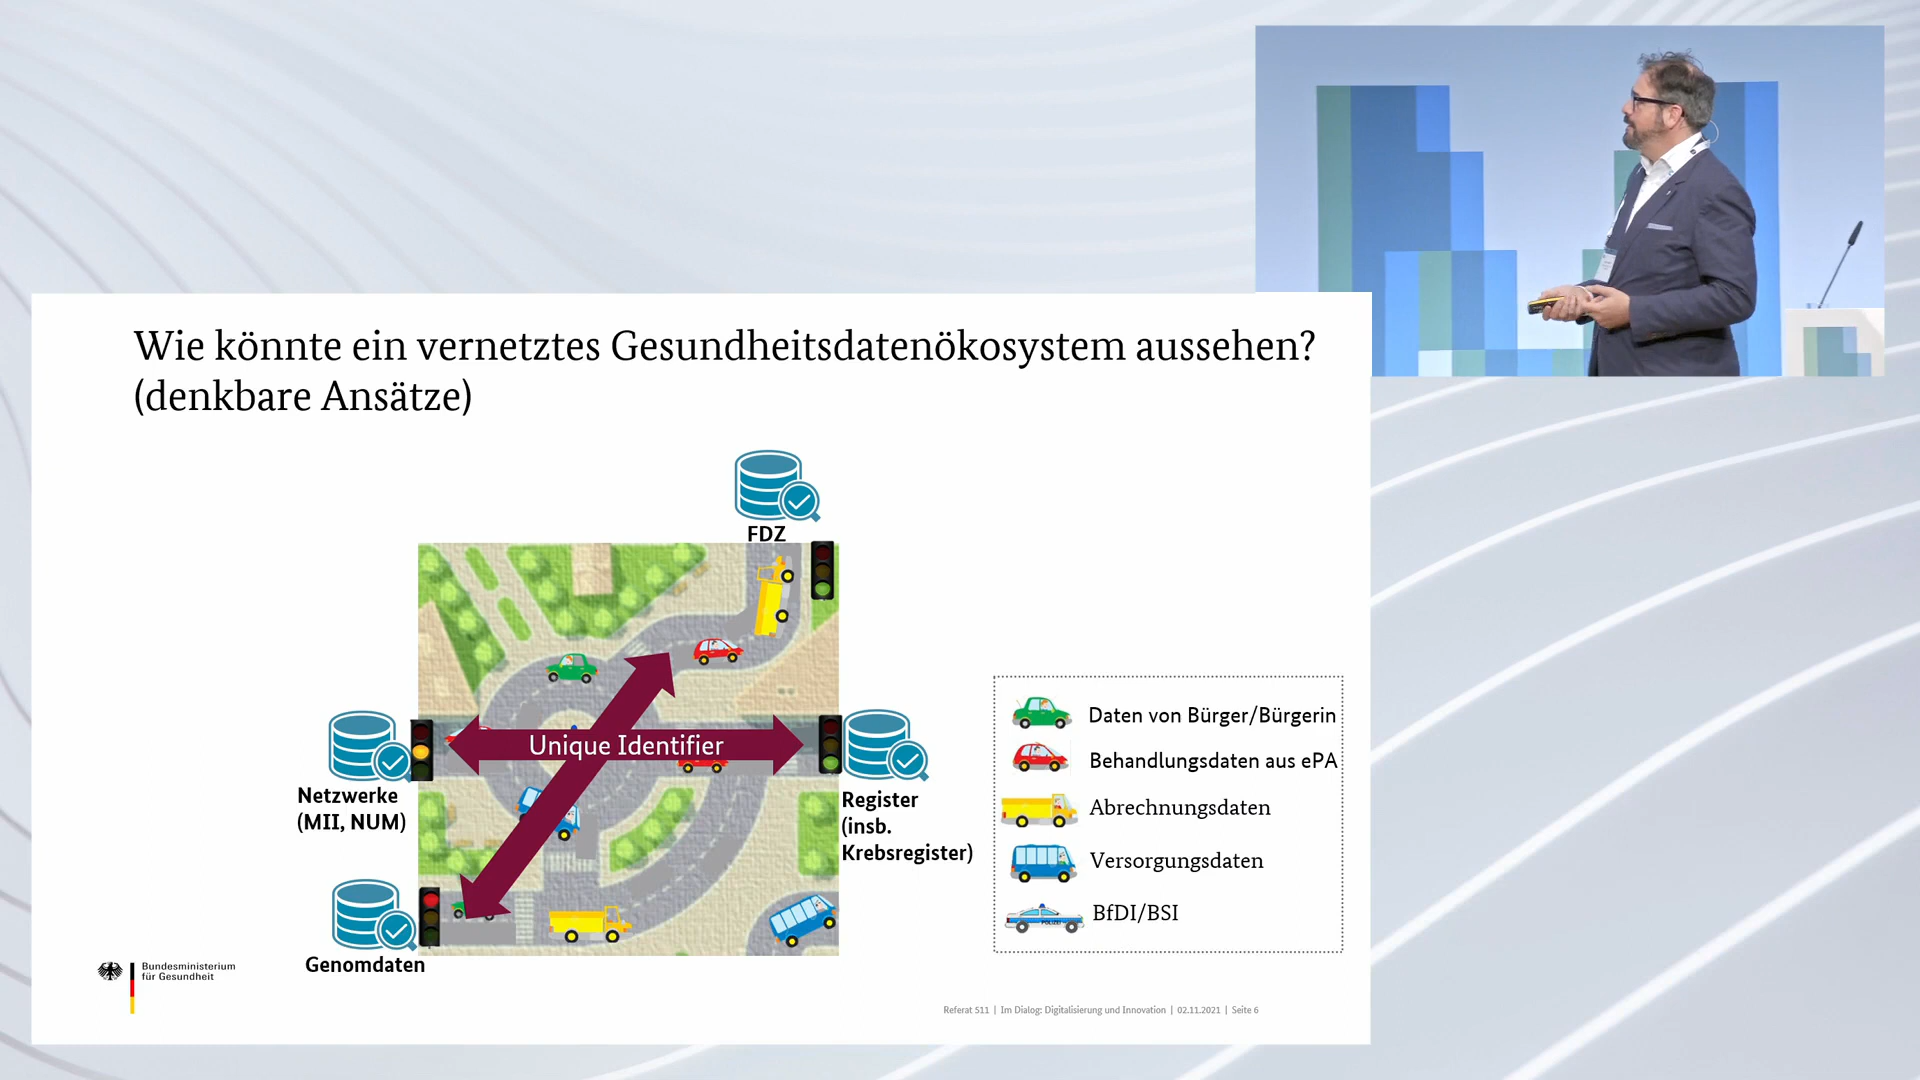 Wie könnte ein vernetztes Gesundheitsdatenökosystem aussehen?
(denkbare Ansätze)
FDZ
Unique Identifier
Netzwerke
(MII, NUM)
Register
(insb.
Krebsregister)
Genomdaten
Daten von Bürger/Bürgerin
Behandlungsdaten aus ePA
Abrechnungsdaten
Versorgungsdaten
POLIZEI
BfDI/BSI
Bundesministerium
für Gesundheit
Referat 511 | Im Dialog: Digitalisierung und Innovation | 02.11.2021 | Seite 6